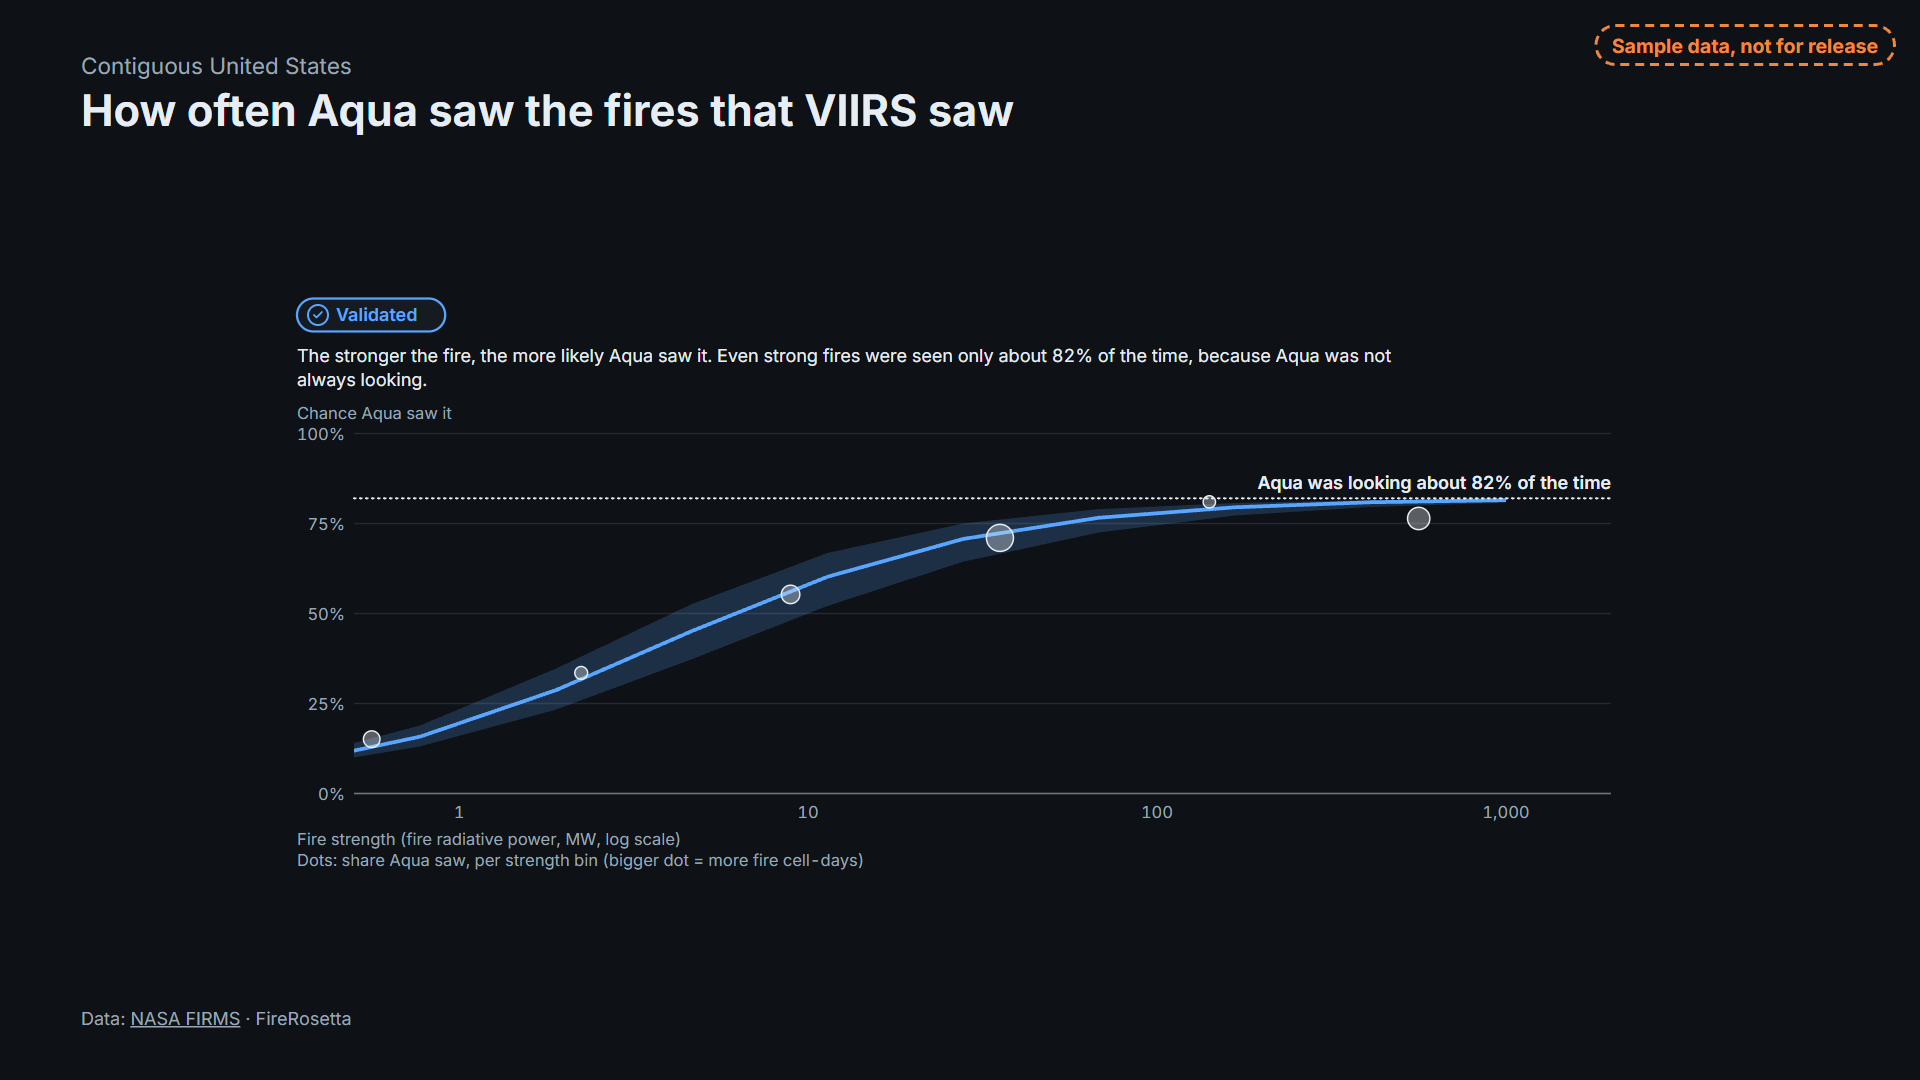 Sample data, not for release
Contiguous United States
How often Aqua saw the fires that VIIRS saw
Validated
The stronger the fire, the more likely Aqua saw it. Even strong fires were seen only about 82% of the time, because Aqua was not
always looking.
Chance Aqua saw it
100%
Aqua was looking about 82% of the time
75%
50%
25%
0%
1 10 100 1,000
Fire strength (fire radiative power, MW, log scale)
Dots: share Aqua saw, per strength bin (bigger dot = more fire cell-days)
Data: NASA FIRMS · FireRosetta